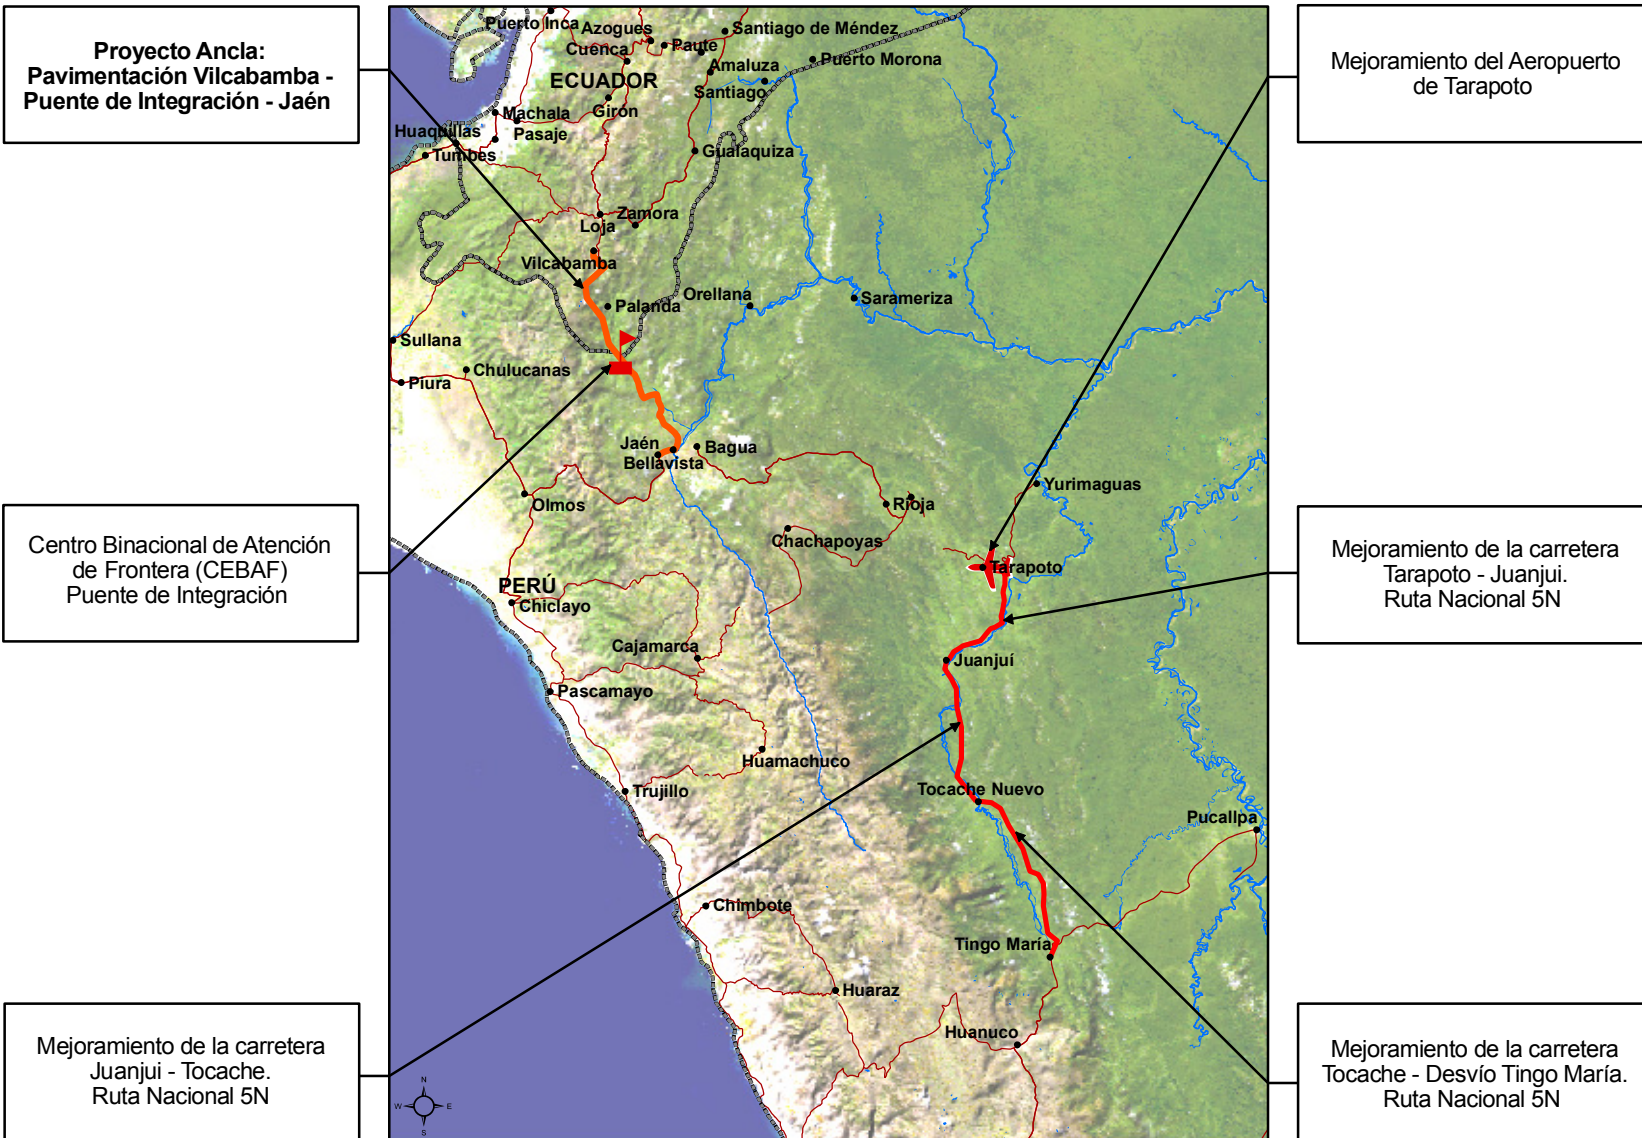 Proyecto Ancla:
Pavimentación Vilcabamba -
Puente de Integración - Jaén
Centro Binacional de Atención
de Frontera (CEBAF)
Puente de Integración
Mejoramiento de la carretera
Juanjui - Tocache.
Ruta Nacional 5N
Puerto Inca
Azogues
Santiago de Méndez
Cuenca
Paute
Puerto Morona
Amaluza
ECUADOR
Santiago
Girón
Machala
Huaquillas
Pasaje
Tumbes
Gualaquiza
Zamora
Loja
Vilcabamba
Orellana
Sarameriza
Palanda
Sullana
Chulucanas
Piura
Jaén
Bagua
Bellavista
Yurimaguas
Olmos
Rioja
Chachapoyas
Tarapoto
PERÚ
Chiclayo
Cajamarca
Juanjuí
Pascamayo
Huamachuco
Trujillo
Tocache Nuevo
Pucallpa
Chimbote
Tingo María
Huaraz
Huanuco
N
W
E
S
Mejoramiento del Aeropuerto
de Tarapoto
Mejoramiento de la carretera
Tarapoto - Juanjui.
Ruta Nacional 5N
Mejoramiento de la carretera
Tocache - Desvío Tingo María.
Ruta Nacional 5N